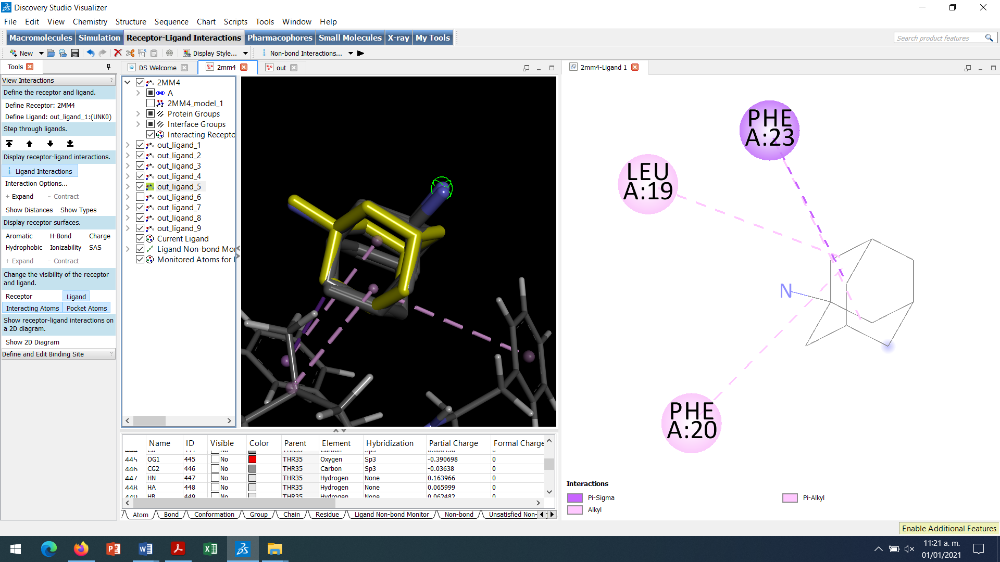 Discovery Studio Visualizer
File Edit View Chemistry Structure Sequence Chart Scripts Tools Window Help
Macromolecules Simulation Receptor-Ligand Interactions Pharmacophores Small Molecules X-ray My Tools
Search product features
New Display Style... Non-bond Interactions...
Tools
DS Welcome 2mm4 out
2mm4-Ligand 1
View Interactions ?
Define the receptor and ligand.
Define Receptor: 2MM4
Define Ligand: out_ligand_1:(UNK0)
Step through ligands.
Display receptor-ligand interactions.
Ligand Interactions
Interaction Options...
+ Expand - Contract
Show Distances Show Types
Display receptor surfaces.
Aromatic H-Bond Charge
Hydrophobic Ionizability SAS
+ Expand - Contract
Change the visibility of the receptor
and ligand.
Receptor Ligand
Interacting Atoms Pocket Atoms
Show receptor-ligand interactions on
a 2D diagram.
Show 2D Diagram
Define and Edit Binding Site ?
2MM4
A
2MM4_model_1
Protein Groups
Interface Groups
Interacting Recepto
out_ligand_1
out_ligand_2
out_ligand_3
out_ligand_4
out_ligand_5
out_ligand_6
out_ligand_7
out_ligand_8
out_ligand_9
Current Ligand
Ligand Non-bond Mo
Monitored Atoms for
PHE
A:23
LEU
A:19
N
PHE
A:20
Interactions
Pi-Sigma
Alkyl
Pi-Alkyl
Name ID Visible Color Parent Element Hybridization Partial Charge Formal Charge
445 OG1 445 No THR35 Oxygen Sp3 -0.390698 0
446 CG2 446 No THR35 Carbon Sp3 -0.03638 0
447 HN 447 No THR35 Hydrogen None 0.163966 0
448 HA 448 No THR35 Hydrogen None 0.065999 0
449 HB 449 No THR35 Hydrogen None 0.062482 0
Atom Bond Conformation Group Chain Residue Ligand Non-bond Monitor Non-bond Unsatisfied Non-
Enable Additional Features
11:21 a. m.
01/01/2021